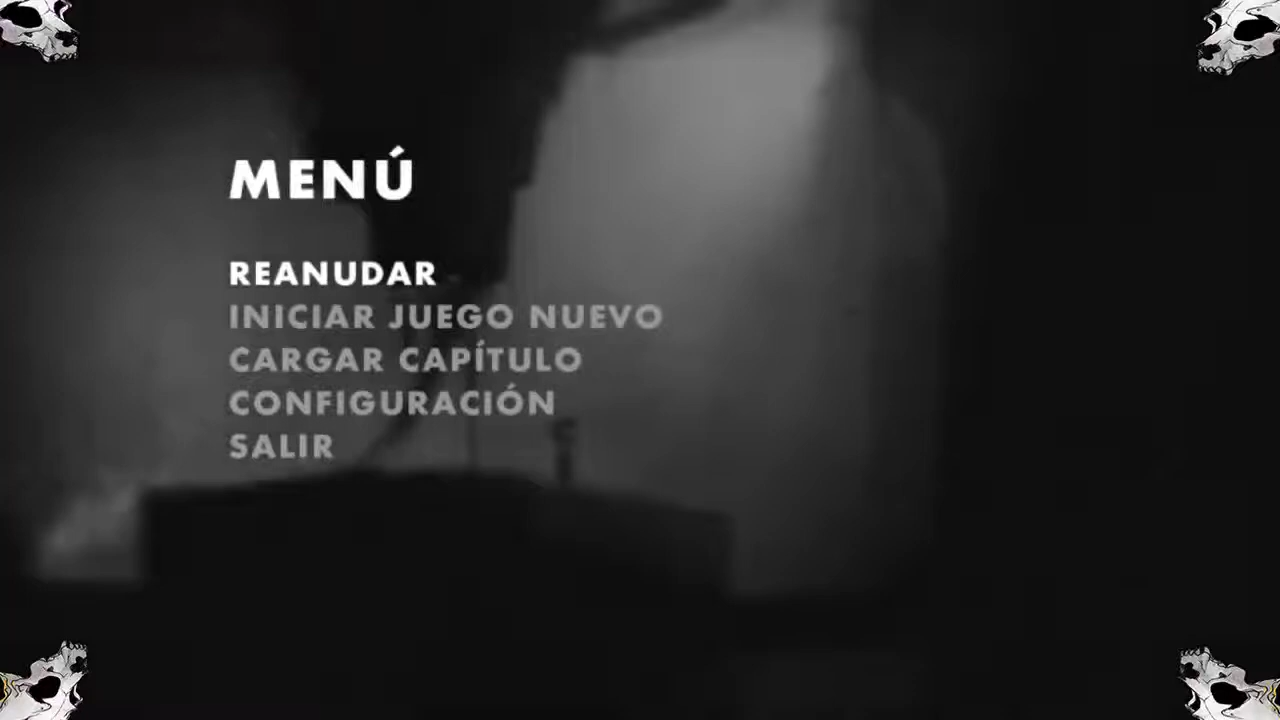 MENÚ
REANUDAR
INICIAR JUEGO NUEVO
CARGAR CAPÍTULO
CONFIGURACIÓN
SALIR